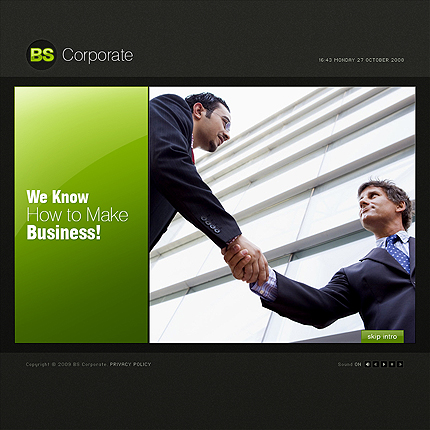 BS Corporate
16:43 MONDAY 27 OCTOBER 2008
We Know
How to Make
Business!
skip intro
Copyright © 2008 BS Corporate. PRIVACY POLICY
Sound ON